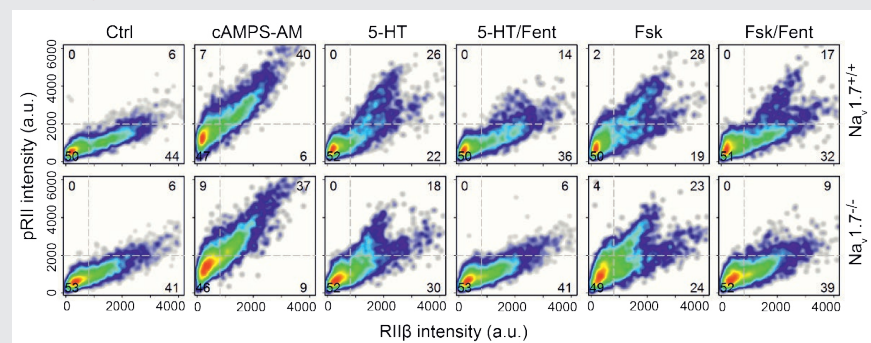 Ctrl cAMPS-AM 5-HT 5-HT/Fent Fsk Fsk/Fent
pRII intensity (a.u.)
6000 4000 2000 0
0 6 7 40 0 26 0 14 2 28 0 17
50 44 47 6 52 22 50 36 50 19 51 32
Nav1.7+/+
6000 4000 2000 0
0 6 9 37 0 18 0 6 4 23 0 9
53 41 46 9 52 30 53 41 49 24 52 39
Nav1.7-/-
0 2000 4000 0 2000 4000 0 2000 4000 0 2000 4000 0 2000 4000 0 2000 4000
RIIβ intensity (a.u.)